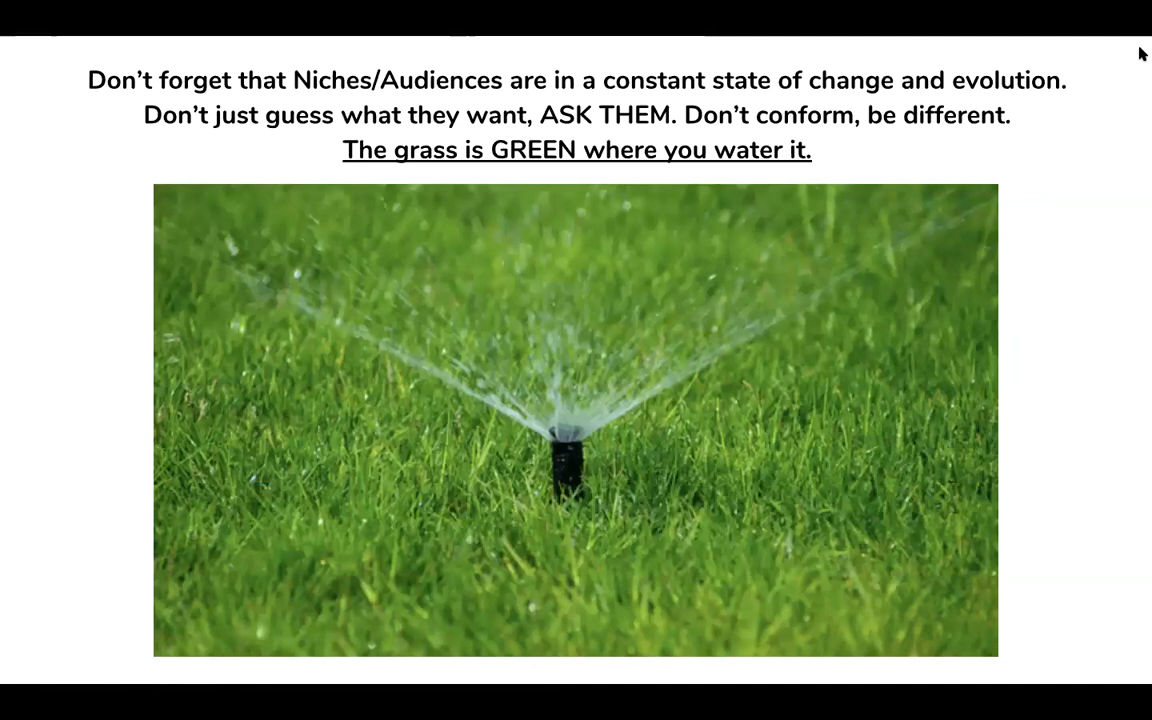 Don’t forget that Niches/Audiences are in a constant state of change and evolution.
Don’t just guess what they want, ASK THEM. Don’t conform, be different.
The grass is GREEN where you water it.